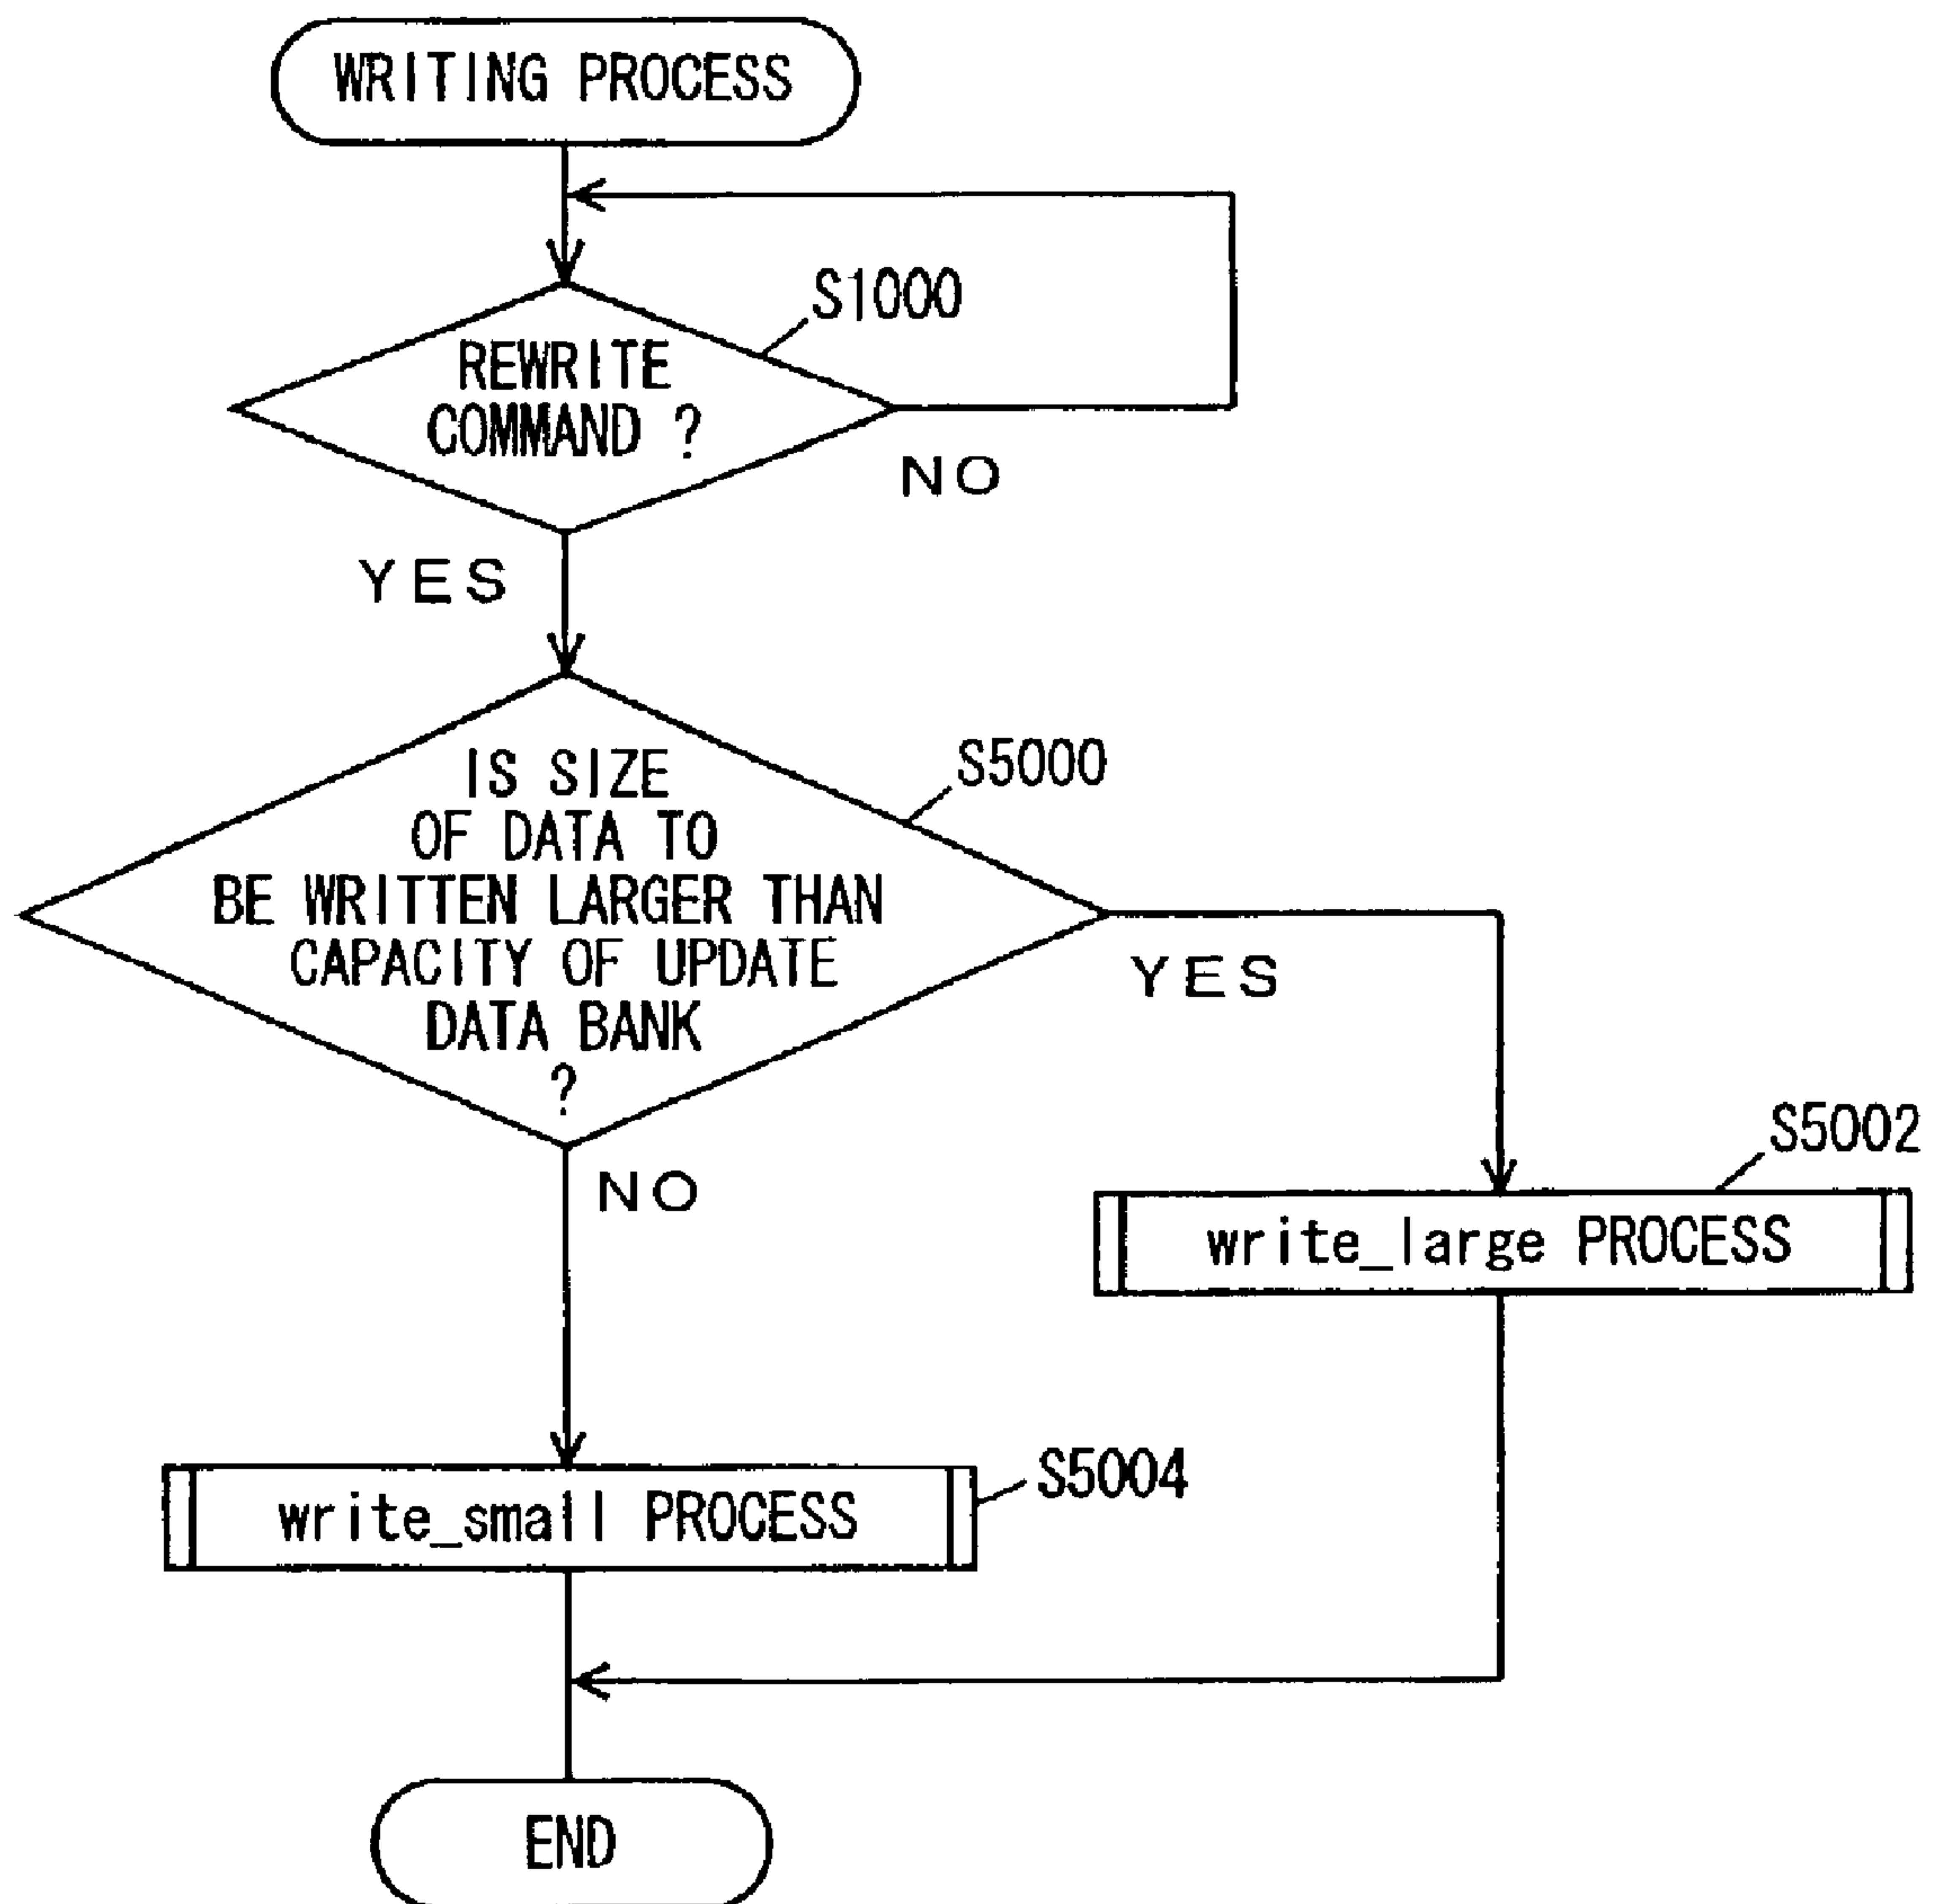 WRITING PROCESS
S1000
REWRITE
COMMAND ?
NO
YES
S5000
IS SIZE
OF DATA TO
BE WRITTEN LARGER THAN
CAPACITY OF UPDATE
DATA BANK
?
YES
NO
S5002
write_large PROCESS
S5004
write_small PROCESS
END